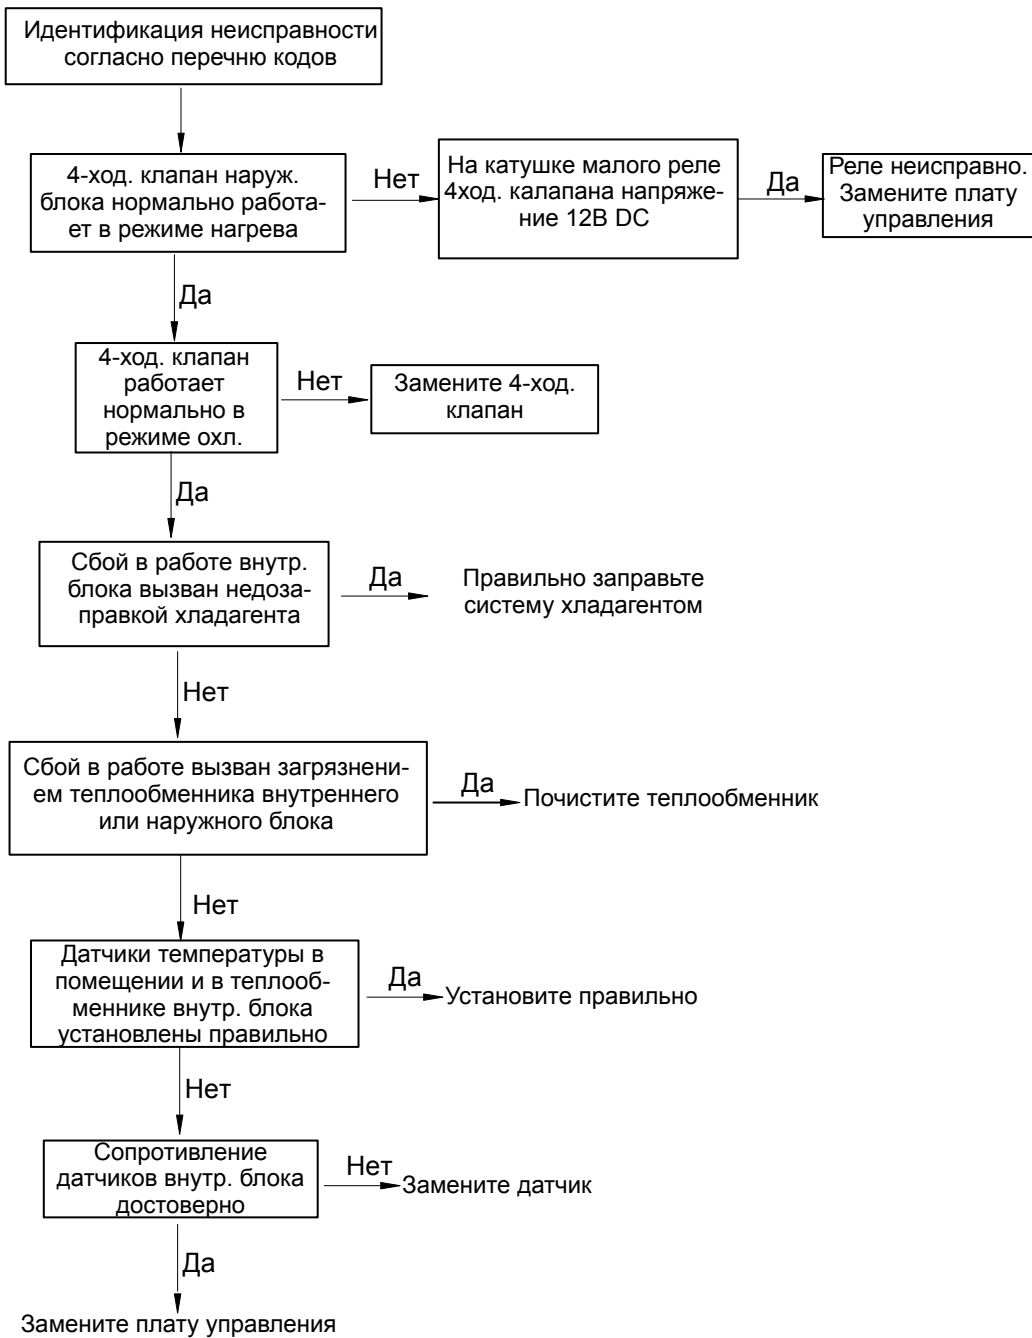 Идентификация неисправности
согласно перечню кодов
4-ход. клапан наруж.
блока нормально работа-
ет в режиме нагрева
Нет
На катушке малого реле
4ход. калапана напряже-
ние 12В DC
Да
Реле неисправно.
Замените плату
управления
Да
4-ход. клапан
работает
нормально в
режиме охл.
Нет
Замените 4-ход.
клапан
Да
Сбой в работе внутр.
блока вызван недоза-
правкой хладагента
Да
Правильно заправьте
систему хладагентом
Нет
Сбой в работе вызван загрязнени-
ем теплообменника внутреннего
или наружного блока
Да
Почистите теплообменник
Нет
Датчики температуры в
помещении и в теплооб-
меннике внутр. блока
установлены правильно
Да
Установите правильно
Нет
Сопротивление
датчиков внутр. блока
достоверно
Нет
Замените датчик
Да
Замените плату управления